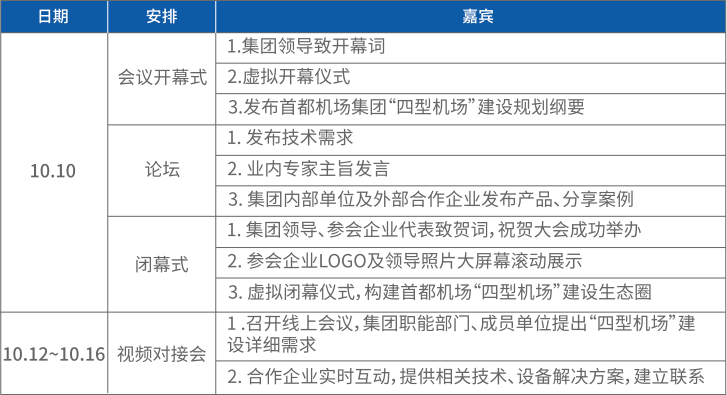 日期 安排 嘉宾
10.10
会议开幕式
1.集团领导致开幕词
2.虚拟开幕仪式
3.发布首都机场集团“四型机场”建设规划纲要
论坛
1. 发布技术需求
2. 业内专家主旨发言
3. 集团内部单位及外部合作企业发布产品、分享案例
闭幕式
1. 集团领导、参会企业代表致贺词，祝贺大会成功举办
2. 参会企业LOGO及领导照片大屏幕滚动展示
3. 虚拟闭幕仪式，构建首都机场“四型机场”建设生态圈
10.12~10.16 视频对接会
1 .召开线上会议，集团职能部门、成员单位提出“四型机场”建
设详细需求
2. 合作企业实时互动，提供相关技术、设备解决方案，建立联系